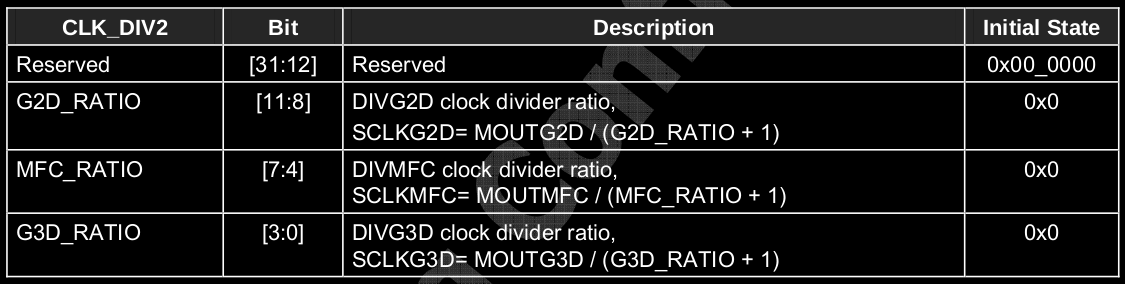 CLK_DIV2 Bit Description Initial State
Reserved [31:12] Reserved 0x00_0000
G2D_RATIO [11:8] DIVG2D clock divider ratio, 0x0
SCLKG2D= MOUTG2D / (G2D_RATIO + 1)
MFC_RATIO [7:4] DIVMFC clock divider ratio, 0x0
SCLKMFC= MOUTMFC / (MFC_RATIO + 1)
G3D_RATIO [3:0] DIVG3D clock divider ratio, 0x0
SCLKG3D= MOUTG3D / (G3D_RATIO + 1)